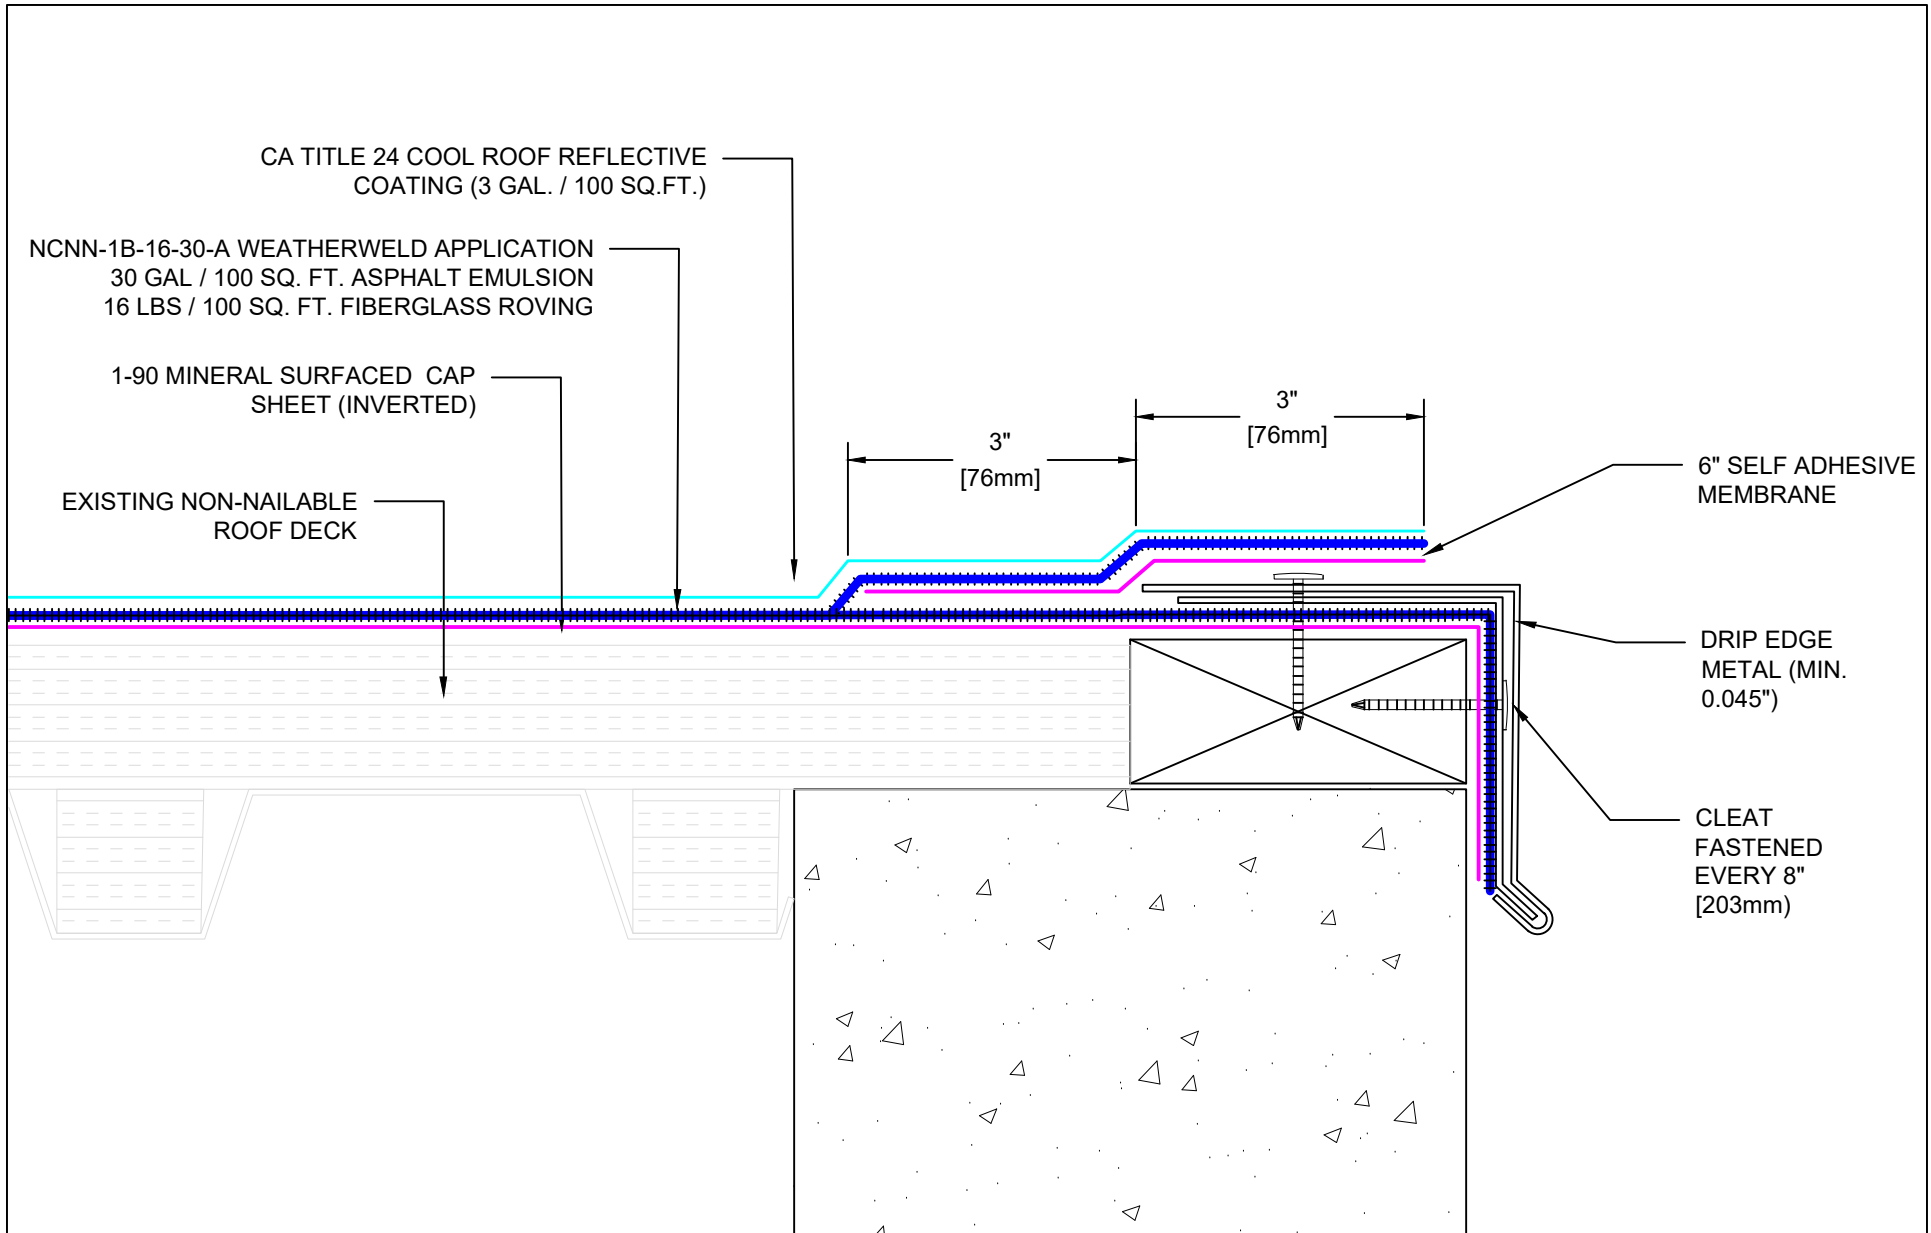 CA TITLE 24 COOL ROOF REFLECTIVE
COATING (3 GAL. / 100 SQ.FT.)
NCNN-1B-16-30-A WEATHERWELD APPLICATION
30 GAL / 100 SQ. FT. ASPHALT EMULSION
16 LBS / 100 SQ. FT. FIBERGLASS ROVING
1-90 MINERAL SURFACED  CAP
SHEET (INVERTED)
EXISTING NON-NAILABLE
ROOF DECK
3"
[76mm]
3"
[76mm]
6" SELF ADHESIVE
MEMBRANE
DRIP EDGE
METAL (MIN.
0.045")
CLEAT
FASTENED
EVERY 8"
[203mm)